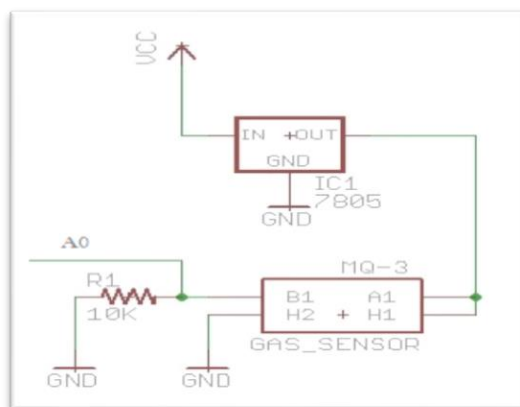 VCC
IN +OUT
GND
IC1
7805
GND
A0
MQ-3
R1
10K
B1 A1
H2 + H1
GAS_SENSOR
GND
GND